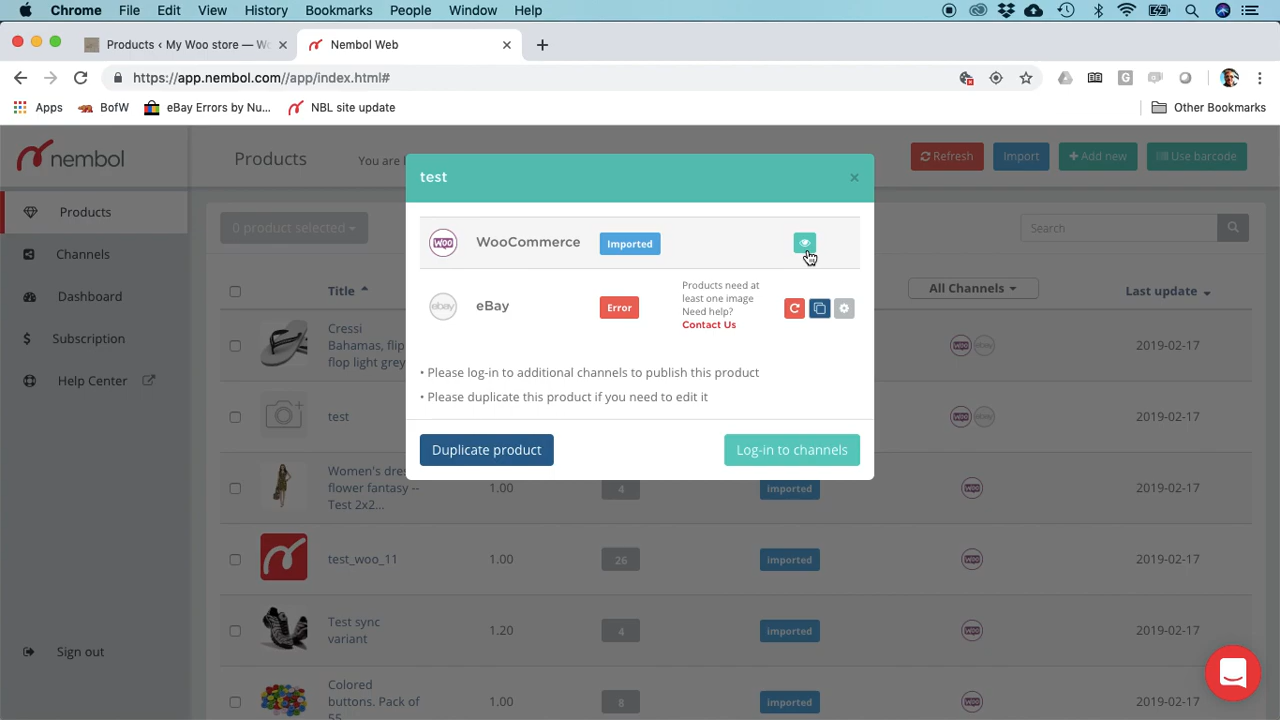 Chrome File Edit View History Bookmarks People Window Help
Products ‹ My Woo store — Wo
Nembol Web
https://app.nembol.com//app/index.html#
Apps BofW eBay Errors by Nu... NBL site update Other Bookmarks
nembol
Products
You are
Refresh Import +Add new Use barcode
Products
Channels
Dashboard
$ Subscription
Help Center
Sign out
0 product selected
Search
Title
All Channels
Last update
Cressi
Bahamas, flip
flop light grey
2019-02-17
test
2019-02-17
Women's dres
flower fantasy --
Test 2x2...
1.00 4 imported 2019-02-17
test_woo_11 1.00 26 imported 2019-02-17
Test sync
variant
1.20 4 imported 2019-02-17
Colored
buttons. Pack of
55
1.00 8 imported 2019-02-17
test ×
woo WooCommerce Imported
ebay eBay Error
Products need at
least one image
Need help?
Contact Us
• Please log-in to additional channels to publish this product
• Please duplicate this product if you need to edit it
Duplicate product Log-in to channels